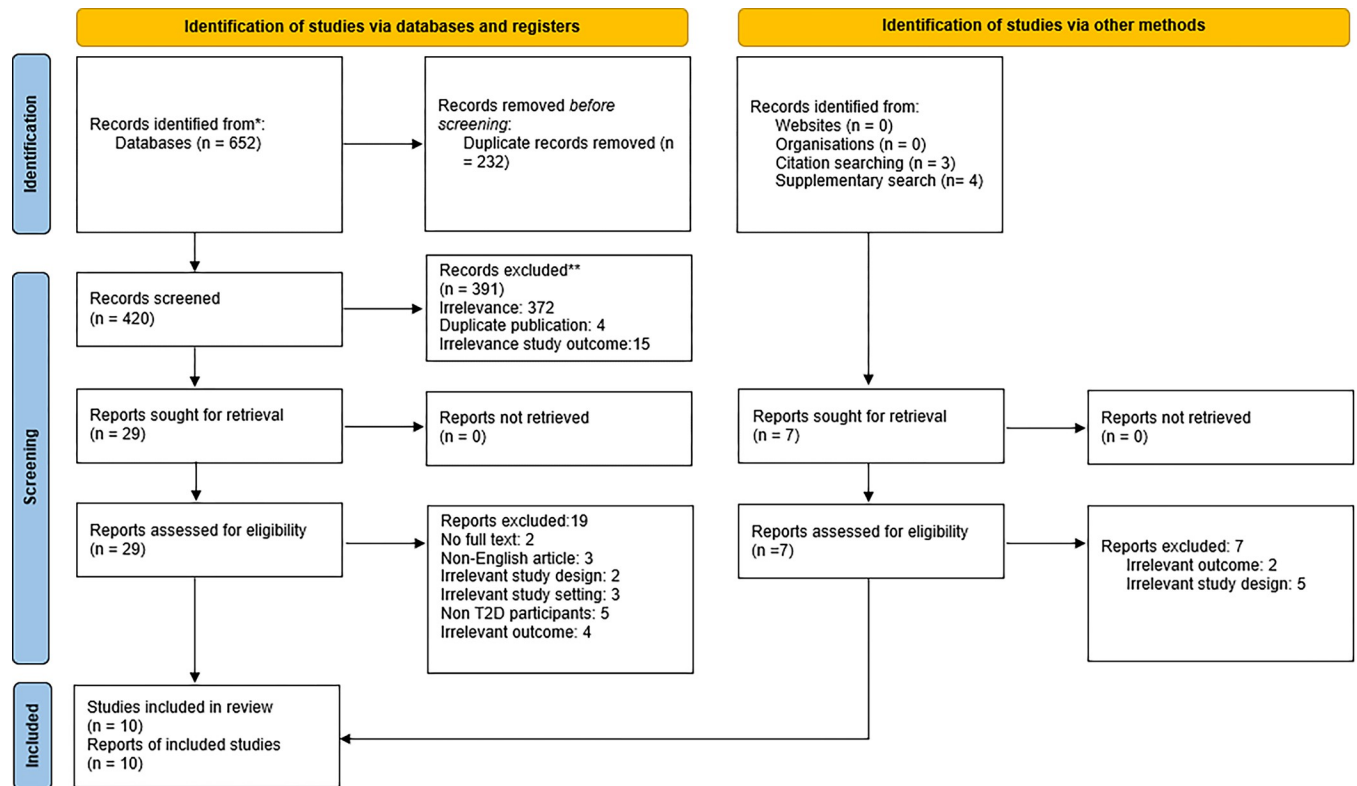 Identification of studies via databases and registers
Identification of studies via other methods
Identification
Records identified from*:
Databases (n = 652)
Records removed before
screening:
Duplicate records removed (n
= 232)
Records identified from:
Websites (n = 0)
Organisations (n = 0)
Citation searching (n = 3)
Supplementary search (n= 4)
Screening
Records screened
(n = 420)
Records excluded**
(n = 391)
Irrelevance: 372
Duplicate publication: 4
Irrelevance study outcome:15
Reports sought for retrieval
(n = 29)
Reports not retrieved
(n = 0)
Reports sought for retrieval
(n = 7)
Reports not retrieved
(n = 0)
Reports assessed for eligibility
(n = 29)
Reports excluded:19
No full text: 2
Non-English article: 3
Irrelevant study design: 2
Irrelevant study setting: 3
Non T2D participants: 5
Irrelevant outcome: 4
Reports assessed for eligibility
(n =7)
Reports excluded: 7
Irrelevant outcome: 2
Irrelevant study design: 5
Included
Studies included in review
(n = 10)
Reports of included studies
(n = 10)